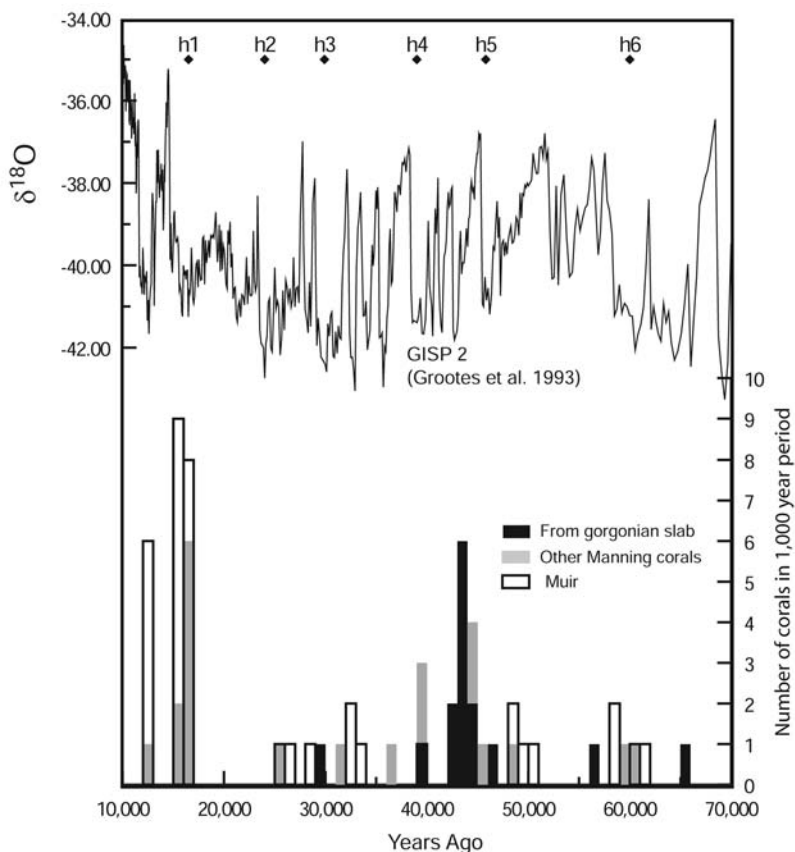 -34.00
h1 h2 h3 h4 h5 h6
-36.00
δ18O
-38.00
-40.00
-42.00
GISP 2
(Grootes et al. 1993)
10
9
8
7
6
5
4
3
2
1
0
Number of corals in 1,000 year period
From gorgonian slab
Other Manning corals
Muir
10,000 20,000 30,000 40,000 50,000 60,000 70,000
Years Ago